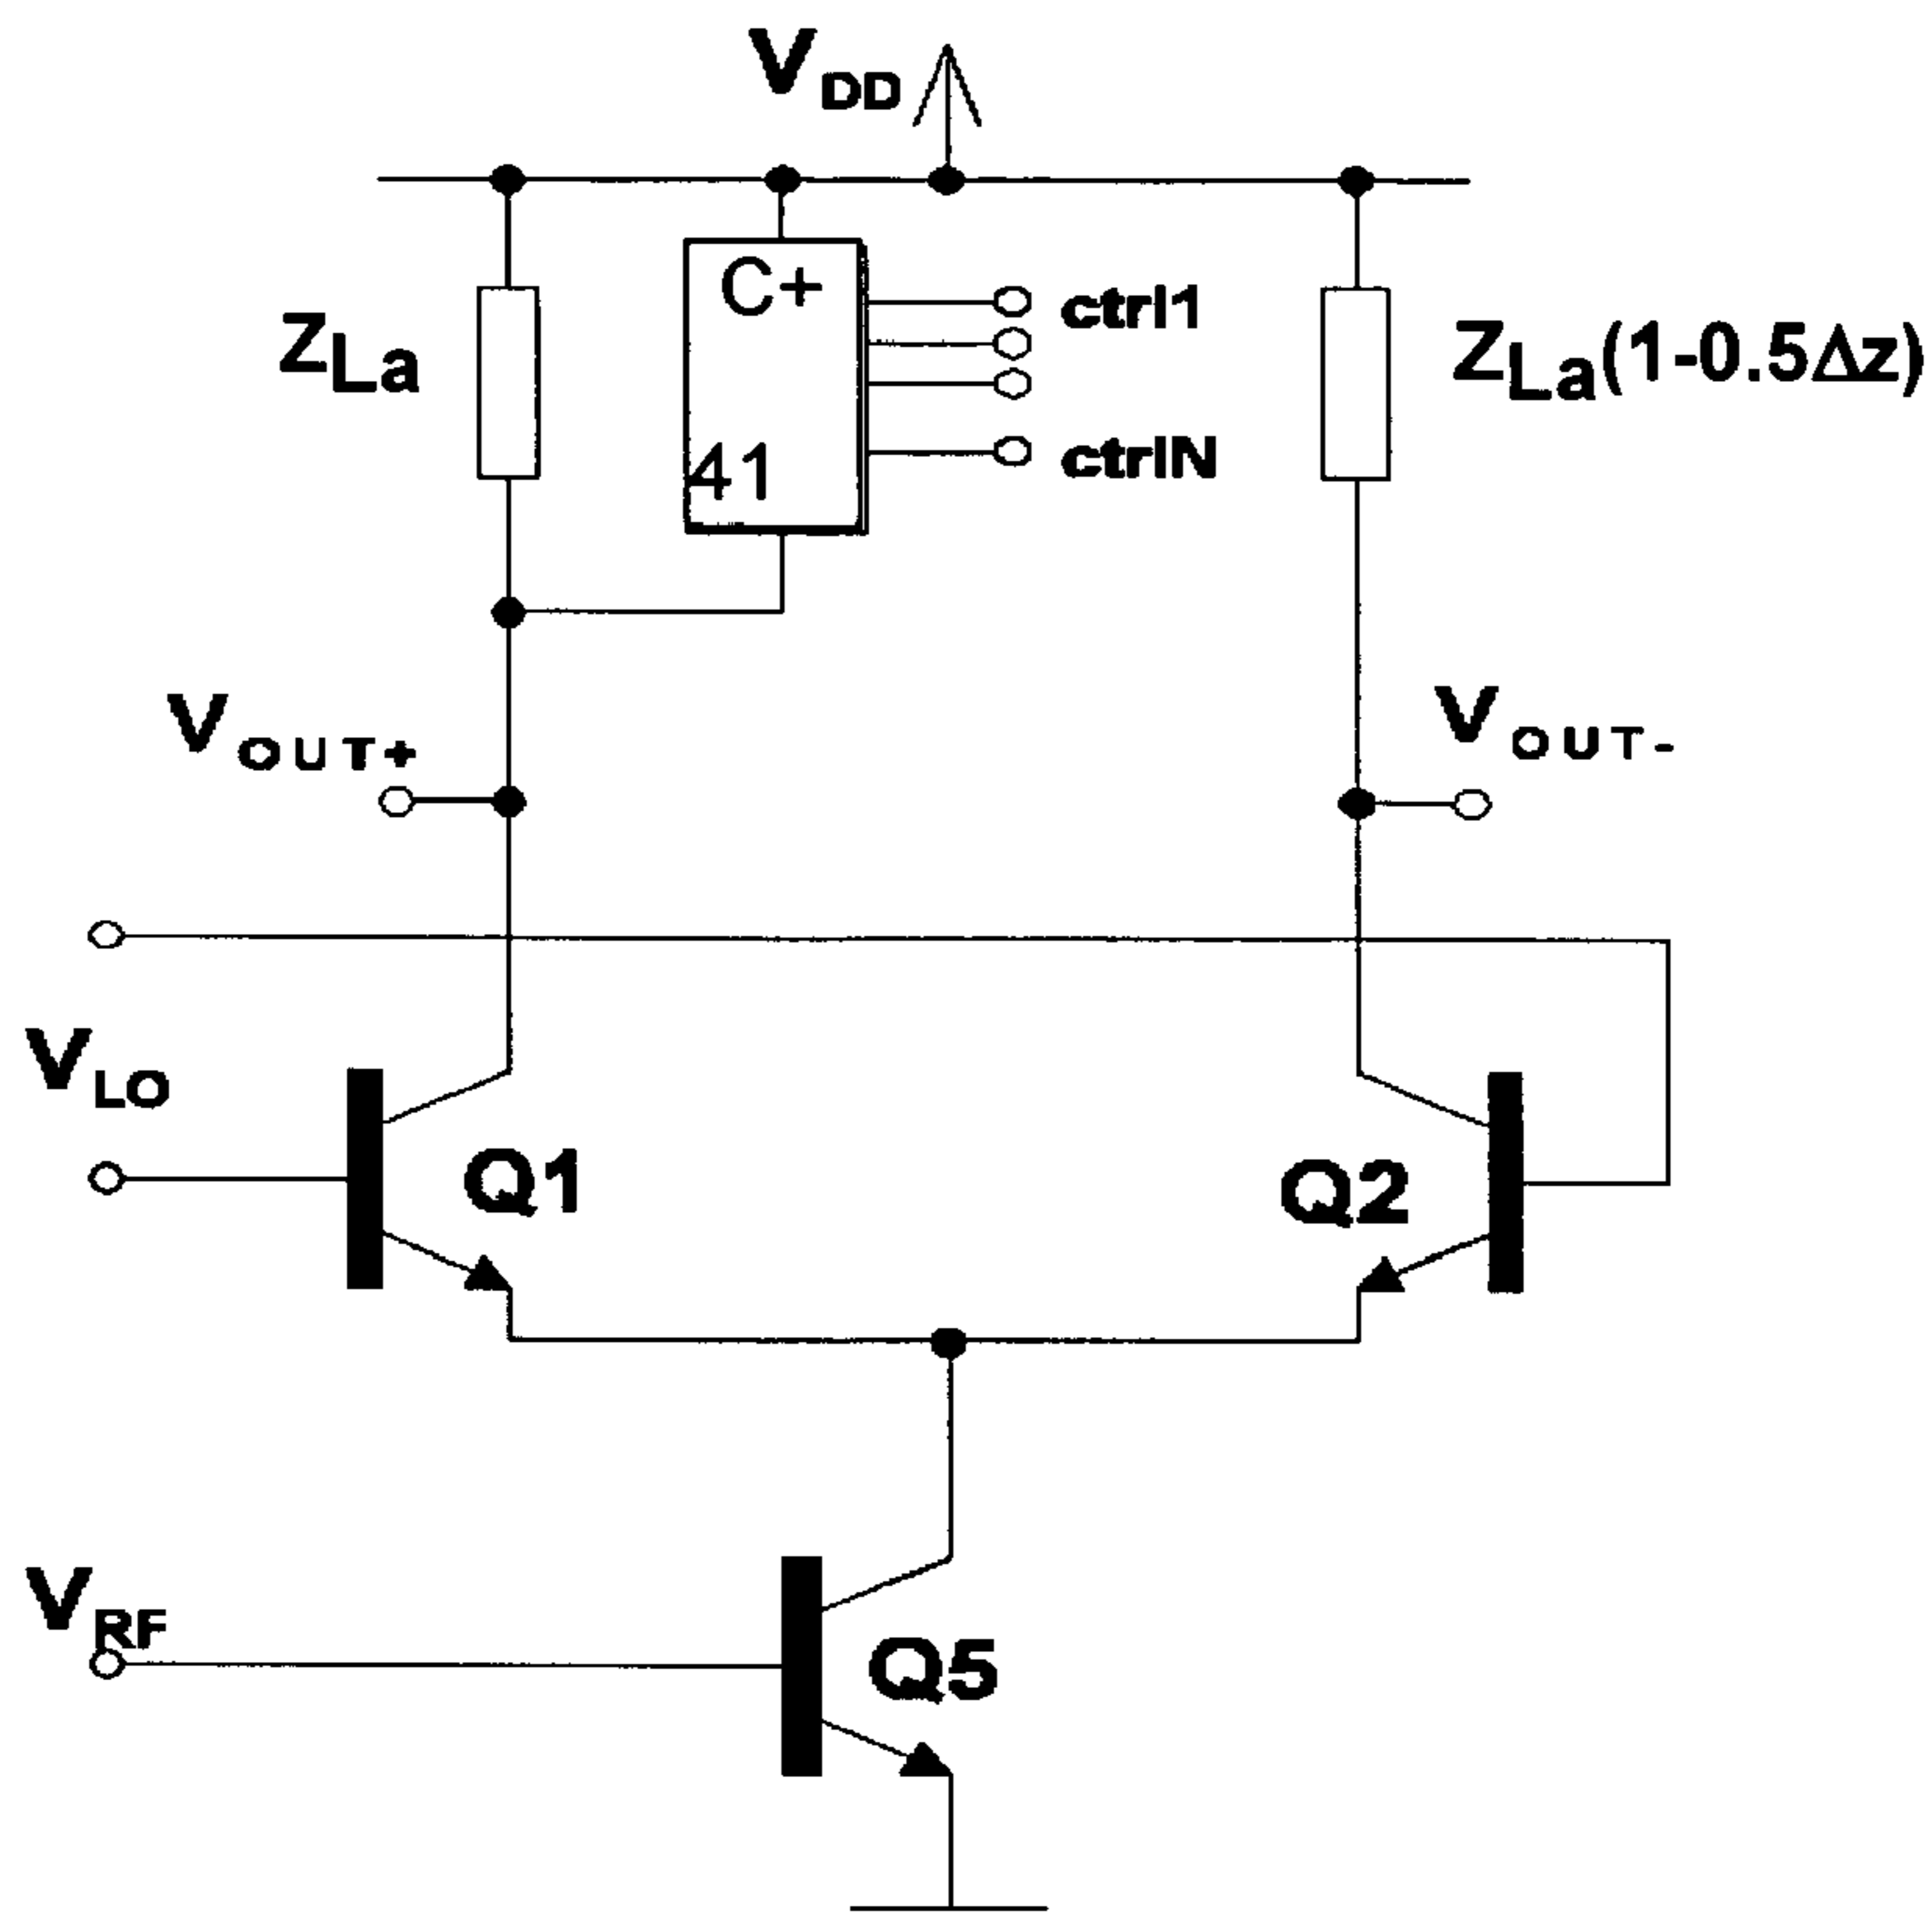 VDD
C+
ctrl1
ZLa
ZLa(1-0.5Δz)
41
ctrlN
VOUT+
VOUT-
VLO
Q1
Q2
VRF
Q5